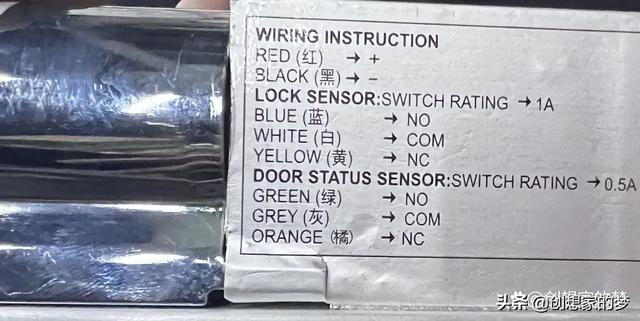 WIRING INSTRUCTION
RED (红) → +
BLACK (黑) → −
LOCK SENSOR:SWITCH RATING → 1A
BLUE (蓝) → NO
WHITE (白) → COM
YELLOW (黄) → NC
DOOR STATUS SENSOR:SWITCH RATING → 0.5A
GREEN (绿) → NO
GREY (灰) → COM
ORANGE (橘) → NC
头条 @创想家的梦